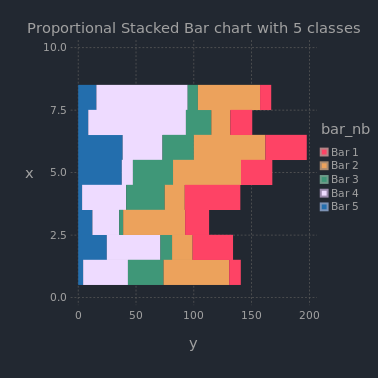 Proportional Stacked Bar chart with 5 classes
10.0
7.5
5.0
2.5
0.0
x
0
50
100
150
200
y
bar_nb
Bar 1
Bar 2
Bar 3
Bar 4
Bar 5